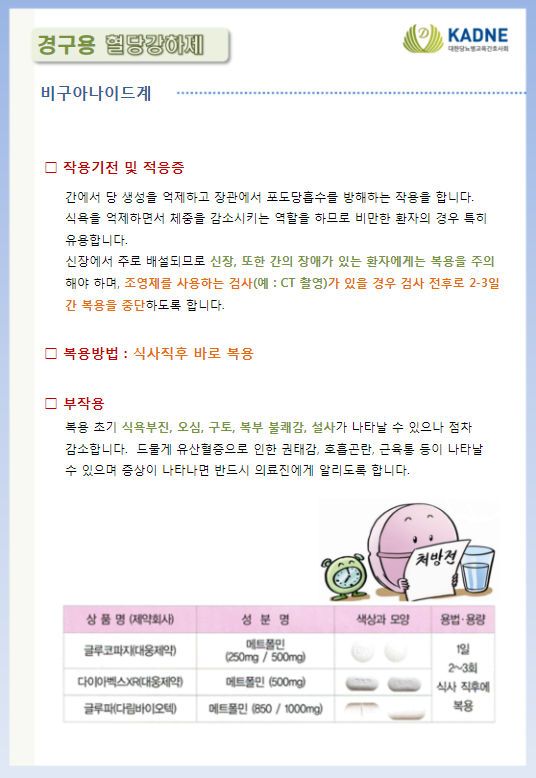 경구용 혈당강하제
KADNE
대한당뇨병교육간호사회
비구아나이드계
□ 작용기전 및 적응증
간에서 당 생성을 억제하고 장관에서 포도당흡수를 방해하는 작용을 합니다.
식욕을 억제하면서 체중을 감소시키는 역할을 하므로 비만한 환자의 경우 특히
유용합니다.
신장에서 주로 배설되므로 신장, 또한 간의 장애가 있는 환자에게는 복용을 주의
해야 하며, 조영제를 사용하는 검사(예 : CT 촬영)가 있을 경우 검사 전후로 2-3일
간 복용을 중단하도록 합니다.
□ 복용방법 : 식사직후 바로 복용
□ 부작용
복용 초기 식욕부진, 오심, 구토, 복부 불쾌감, 설사가 나타날 수 있으나 점차
감소합니다. 드물게 유산혈증으로 인한 권태감, 호흡곤란, 근육통 등이 나타날
수 있으며 증상이 나타나면 반드시 의료진에게 알리도록 합니다.
처방전
상 품 명 (제약회사) 성 분 명 색상과 모양 용법·용량
글루코파지(대웅제약) 메트폴민
(250mg / 500mg)
다이아벡스XR(대웅제약) 메트폴민 (500mg)
글루파(다림바이오텍) 메트폴민 (850 / 1000mg)
1일
2~3회
식사 직후에
복용